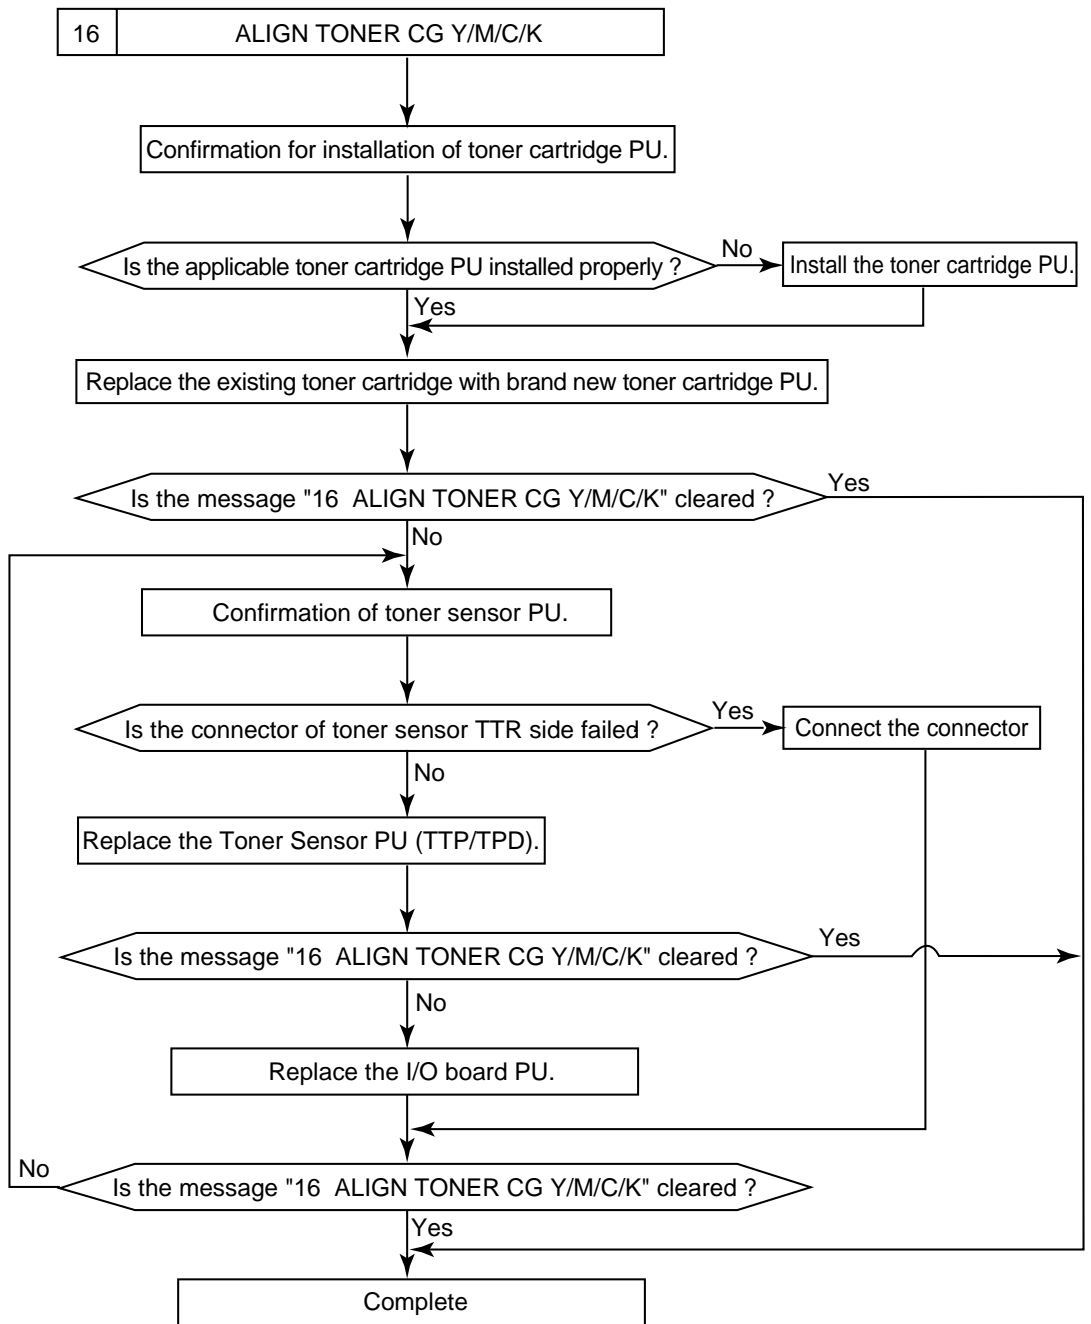 16 ALIGN TONER CG Y/M/C/K
Confirmation for installation of toner cartridge PU.
Is the applicable toner cartridge PU installed properly ?
No
Install the toner cartridge PU.
Yes
Replace the existing toner cartridge with brand new toner cartridge PU.
Is the message "16 ALIGN TONER CG Y/M/C/K" cleared ?
Yes
No
Confirmation of toner sensor PU.
Is the connector of toner sensor TTR side failed ?
Yes
Connect the connector
No
Replace the Toner Sensor PU (TTP/TPD).
Is the message "16 ALIGN TONER CG Y/M/C/K" cleared ?
Yes
No
Replace the I/O board PU.
No
Is the message "16 ALIGN TONER CG Y/M/C/K" cleared ?
Yes
Complete